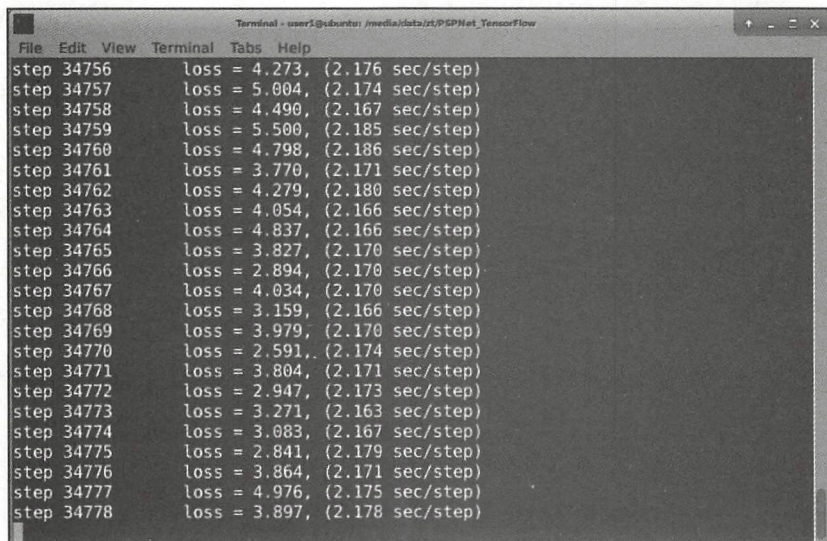 Terminal - user1@ubuntu: /media/data/zt/PSPNet_TensorFlow
File Edit View Terminal Tabs Help
step 34756 loss = 4.273, (2.176 sec/step)
step 34757 loss = 5.004, (2.174 sec/step)
step 34758 loss = 4.490, (2.167 sec/step)
step 34759 loss = 5.500, (2.185 sec/step)
step 34760 loss = 4.798, (2.186 sec/step)
step 34761 loss = 3.770, (2.171 sec/step)
step 34762 loss = 4.279, (2.180 sec/step)
step 34763 loss = 4.054, (2.166 sec/step)
step 34764 loss = 4.837, (2.166 sec/step)
step 34765 loss = 3.827, (2.170 sec/step)
step 34766 loss = 2.894, (2.170 sec/step)
step 34767 loss = 4.034, (2.170 sec/step)
step 34768 loss = 3.159, (2.166 sec/step)
step 34769 loss = 3.979, (2.170 sec/step)
step 34770 loss = 2.591, (2.174 sec/step)
step 34771 loss = 3.804, (2.171 sec/step)
step 34772 loss = 2.947, (2.173 sec/step)
step 34773 loss = 3.271, (2.163 sec/step)
step 34774 loss = 3.083, (2.167 sec/step)
step 34775 loss = 2.841, (2.179 sec/step)
step 34776 loss = 3.864, (2.171 sec/step)
step 34777 loss = 4.976, (2.175 sec/step)
step 34778 loss = 3.897, (2.178 sec/step)